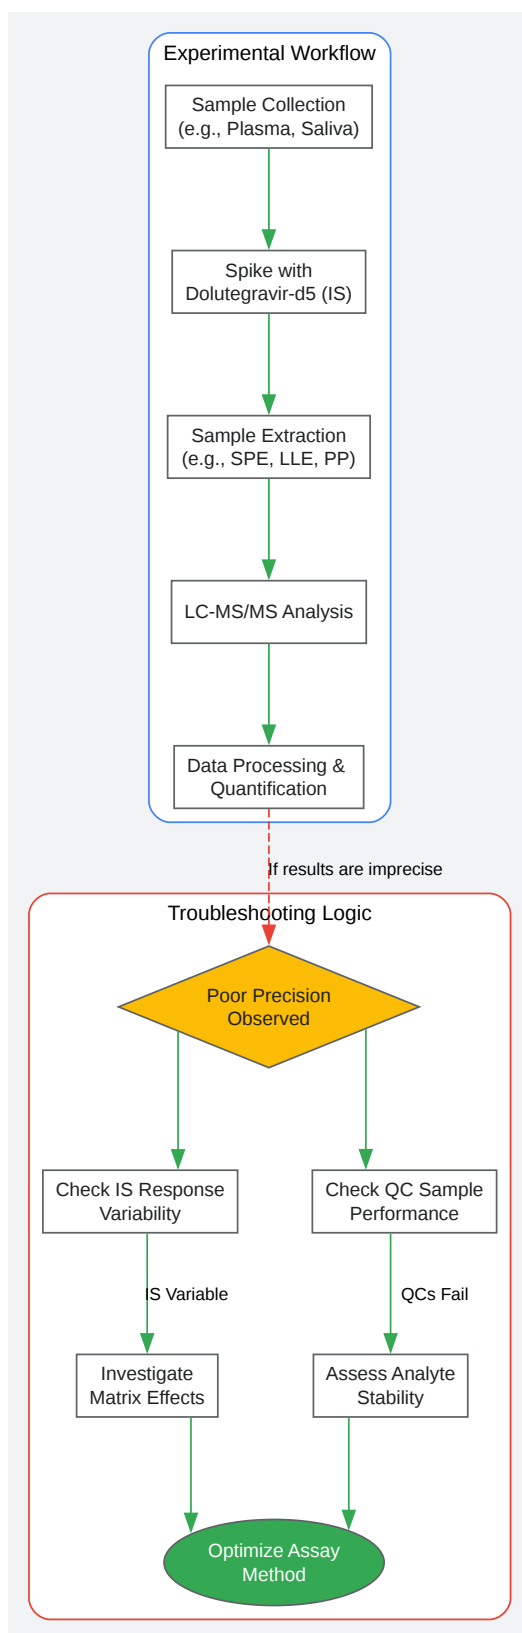 Experimental Workflow
Sample Collection
(e.g., Plasma, Saliva)
Spike with
Dolutegravir-d5 (IS)
Sample Extraction
(e.g., SPE, LLE, PP)
LC-MS/MS Analysis
Data Processing &
Quantification
If results are imprecise
Troubleshooting Logic
Poor Precision
Observed
Check IS Response
Variability
Check QC Sample
Performance
IS Variable
QCs Fail
Investigate
Matrix Effects
Assess Analyte
Stability
Optimize Assay
Method